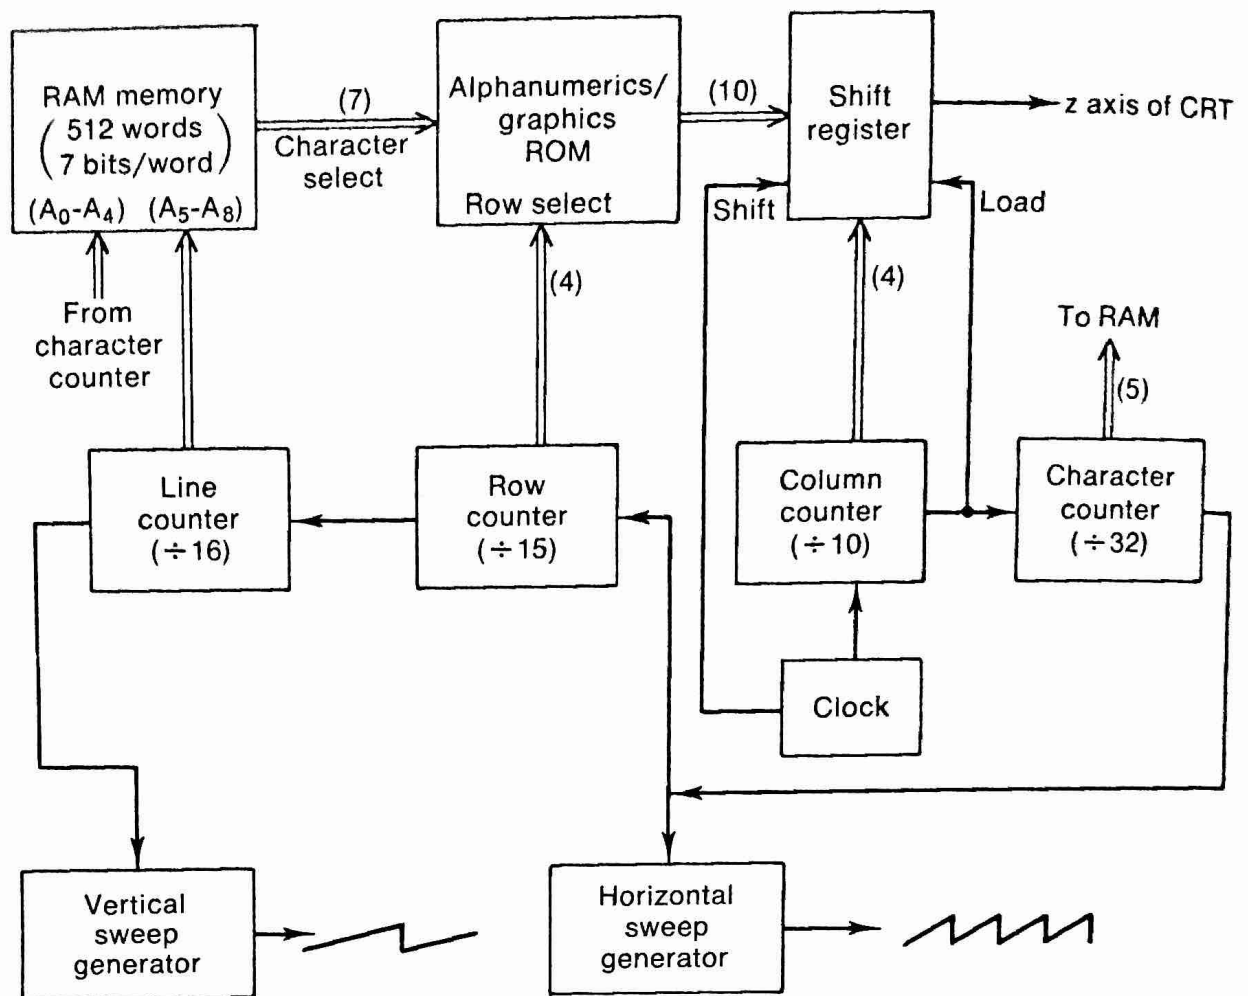 RAM memory
(512 words
7 bits/word)
(A₀-A₄) (A₅-A₈)
(7)
Character
select
Alphanumerics/
graphics
ROM
Row select
(10)
Shift
register
z axis of CRT
Shift
Load
From
character
counter
(4)
(4)
To RAM
(5)
Line
counter
(÷16)
Row
counter
(÷15)
Column
counter
(÷10)
Character
counter
(÷32)
Clock
Vertical
sweep
generator
Horizontal
sweep
generator